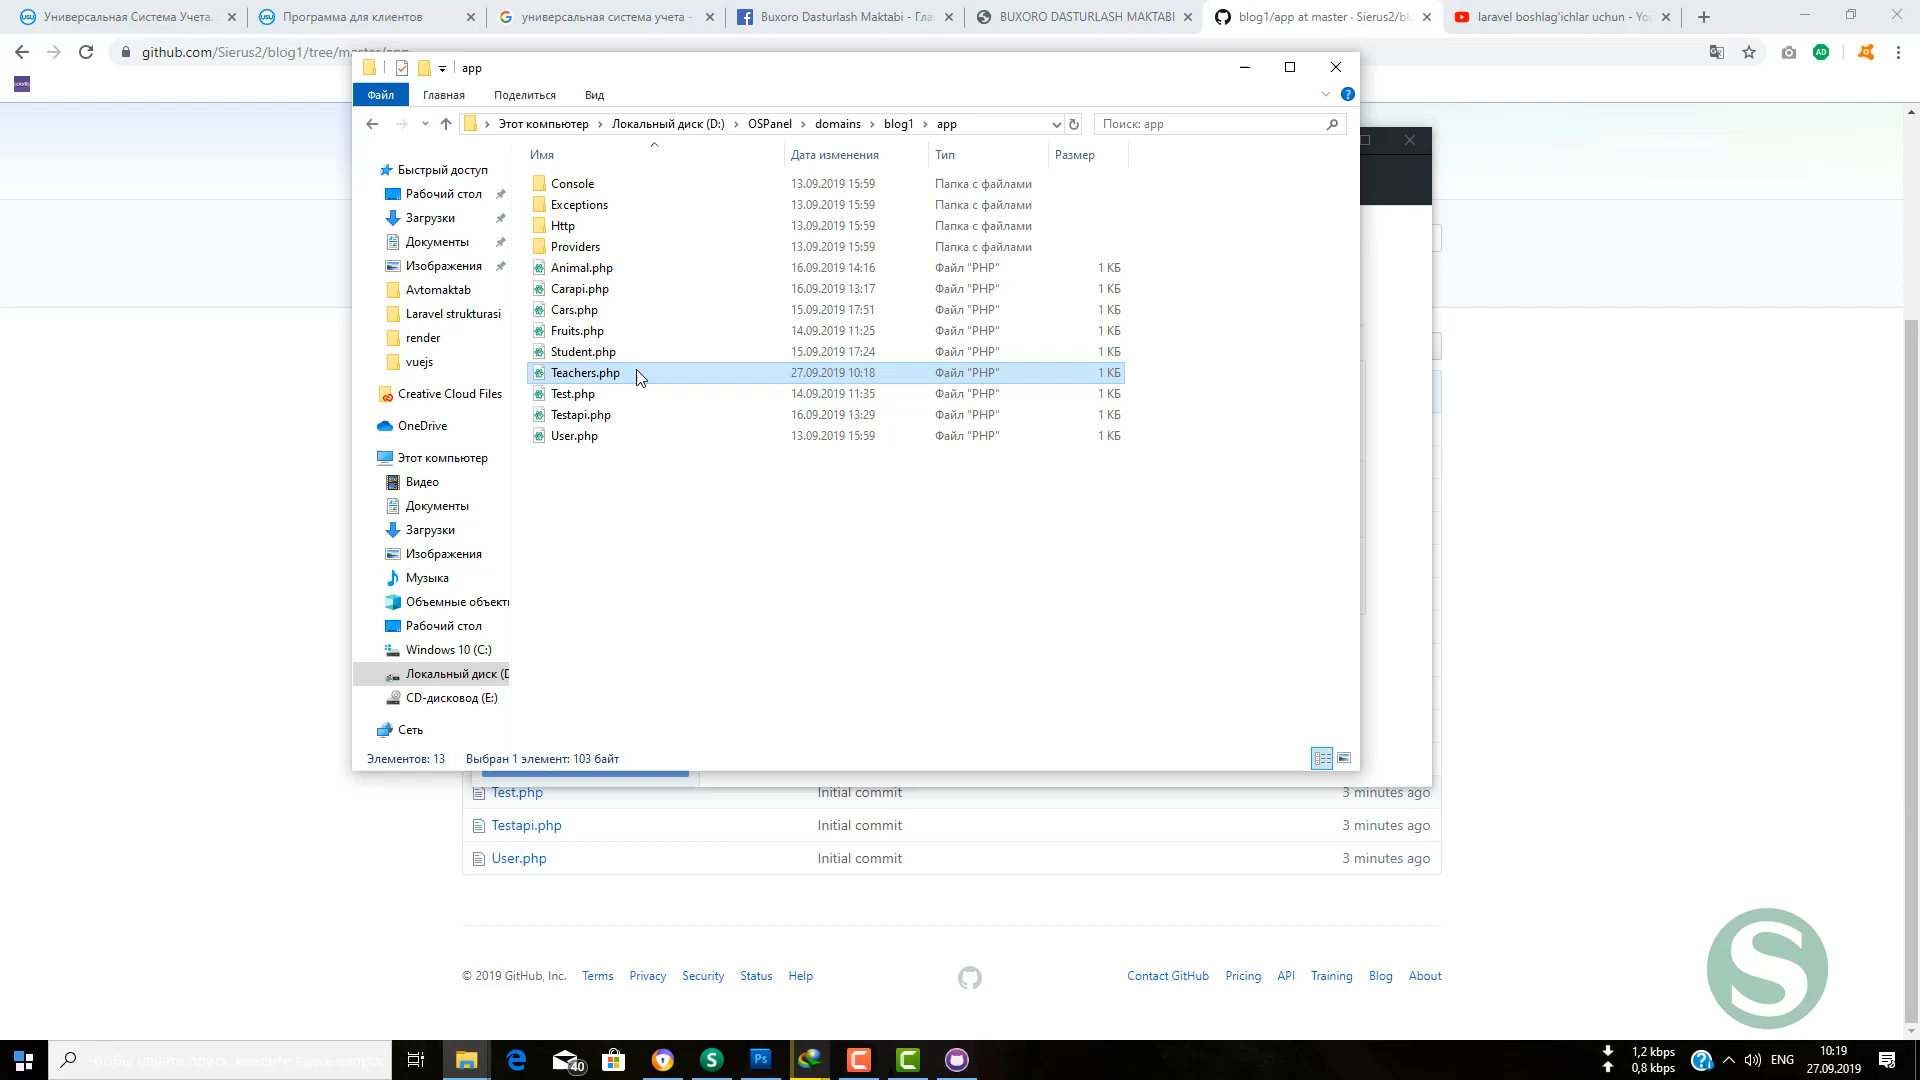 Универсальная Система Учета.
Программа для клиентов
универсальная система учета -
Buxoro Dasturlash Maktabi - Гла
BUXORO DASTURLASH MAKTABI
blog1/app at master · Sierus2/blo
laravel boshlag'ichlar uchun - Yo
github.com/Sierus2/blog1/tree/master/app
app
Файл
Главная
Поделиться
Вид
Этот компьютер
Локальный диск (D:)
OSPanel
domains
blog1
app
Поиск: app
Имя
Дата изменения
Тип
Размер
Быстрый доступ
Рабочий стол
Загрузки
Документы
Изображения
Avtomaktab
Laravel strukturasi
render
vuejs
Creative Cloud Files
OneDrive
Этот компьютер
Видео
Документы
Загрузки
Изображения
Музыка
Объемные объект
Рабочий стол
Windows 10 (C:)
Локальный диск (D
CD-дисковод (E:)
Сеть
Console 13.09.2019 15:59 Папка с файлами
Exceptions 13.09.2019 15:59 Папка с файлами
Http 13.09.2019 15:59 Папка с файлами
Providers 13.09.2019 15:59 Папка с файлами
Animal.php 16.09.2019 14:16 Файл "PHP" 1 КБ
Carapi.php 16.09.2019 13:17 Файл "PHP" 1 КБ
Cars.php 15.09.2019 17:51 Файл "PHP" 1 КБ
Fruits.php 14.09.2019 11:25 Файл "PHP" 1 КБ
Student.php 15.09.2019 17:24 Файл "PHP" 1 КБ
Teachers.php 27.09.2019 10:18 Файл "PHP" 1 КБ
Test.php 14.09.2019 11:35 Файл "PHP" 1 КБ
Testapi.php 16.09.2019 13:29 Файл "PHP" 1 КБ
User.php 13.09.2019 15:59 Файл "PHP" 1 КБ
Элементов: 13
Выбран 1 элемент: 103 байт
Test.php Initial commit 3 minutes ago
Testapi.php Initial commit 3 minutes ago
User.php Initial commit 3 minutes ago
© 2019 GitHub, Inc.
Terms
Privacy
Security
Status
Help
Contact GitHub
Pricing
API
Training
Blog
About
S
Чтобы начать поиск, введите здесь запрос
40
S
Ps
1,2 kbps
0,8 kbps
ENG
10:19
27.09.2019